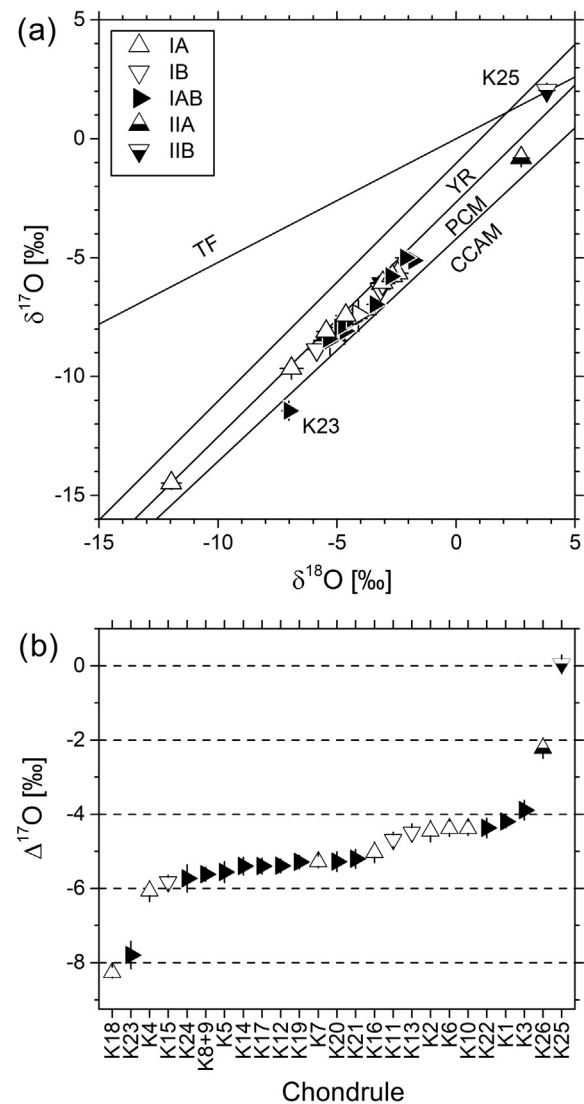 (a)
IA
IB
IAB
IIA
IIB
K25
YR
PCM
CCAM
TF
K23
0
-5
-10
-15
δ17O [‰]
-15 -10 -5 0 5
δ18O [‰]
(b)
0
-2
-4
-6
-8
Δ17O [‰]
K18 K23 K4 K15 K24 K8+9 K5 K14 K17 K12 K19 K7 K20 K21 K16 K11 K13 K2 K6 K10 K22 K1 K3 K26 K25
Chondrule